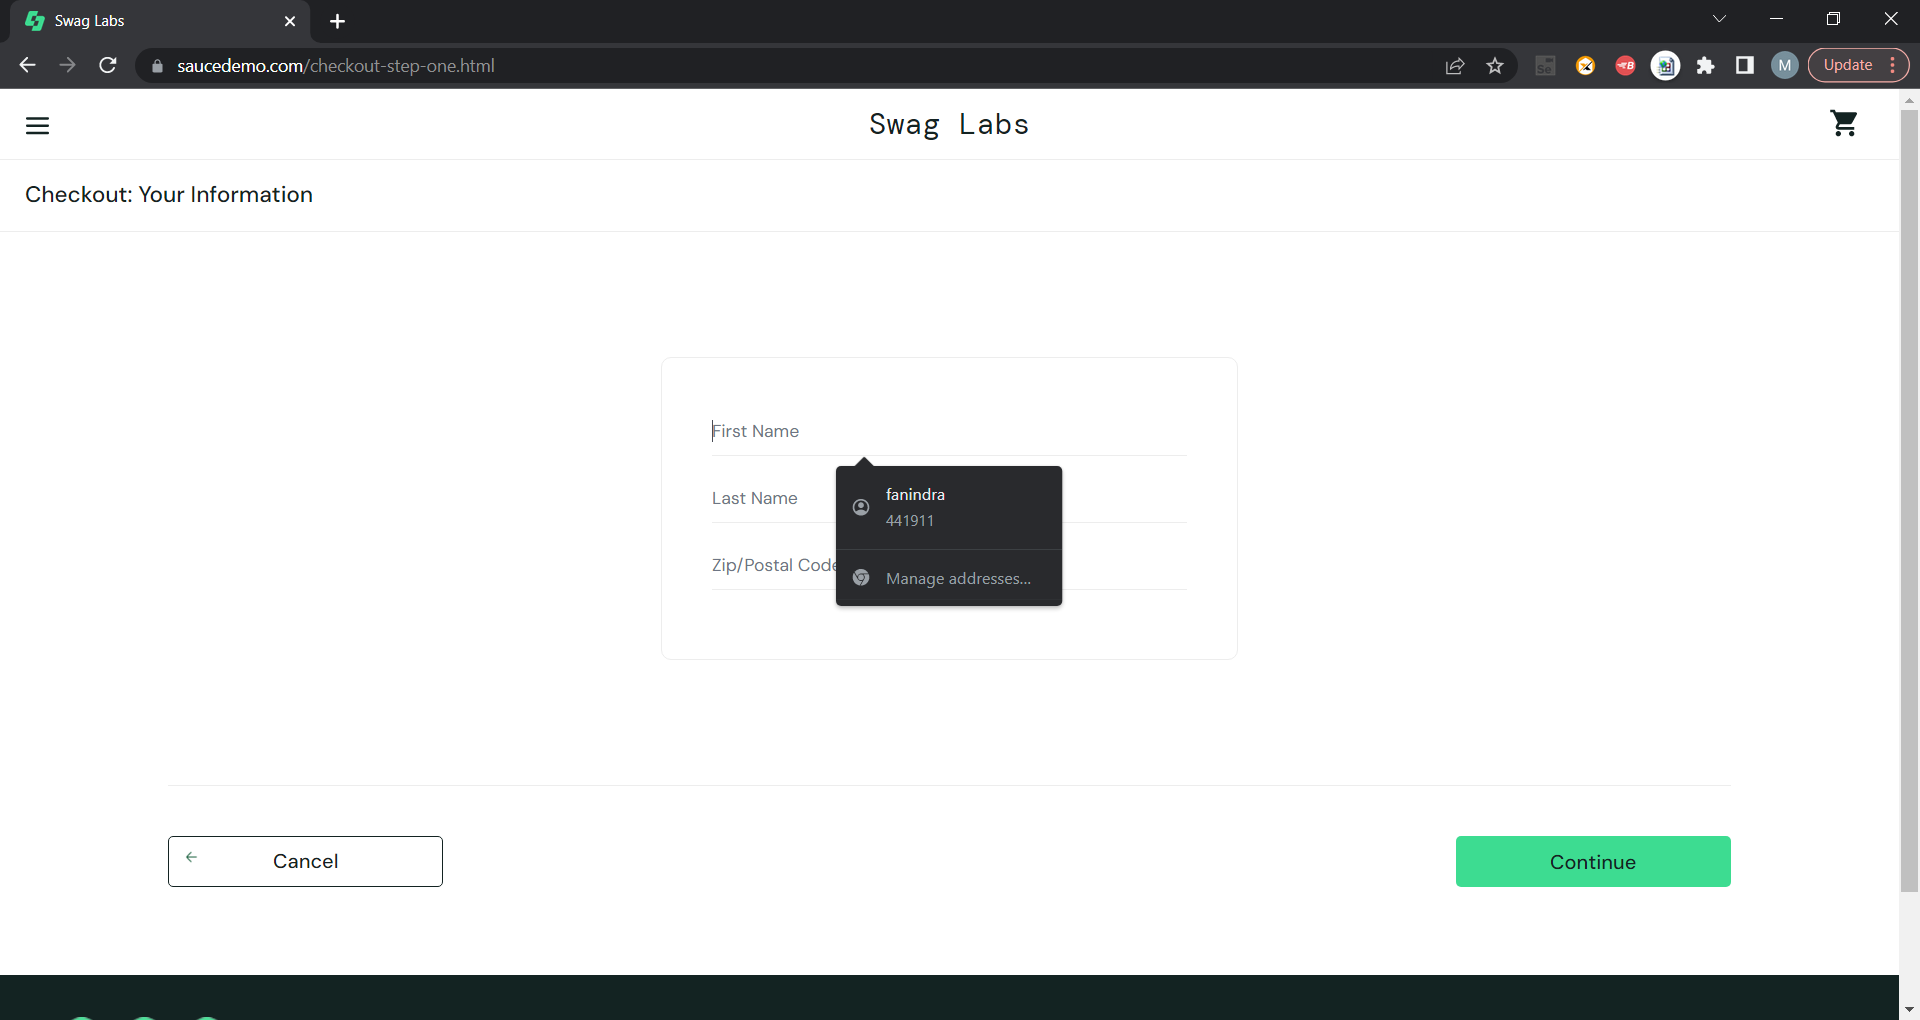 Swag Labs
saucedemo.com/checkout-step-one.html
Se
B
M
Update
Swag Labs
Checkout: Your Information
First Name
Last Name
Zip/Postal Code
fanindra
441911
Manage addresses...
Cancel
Continue